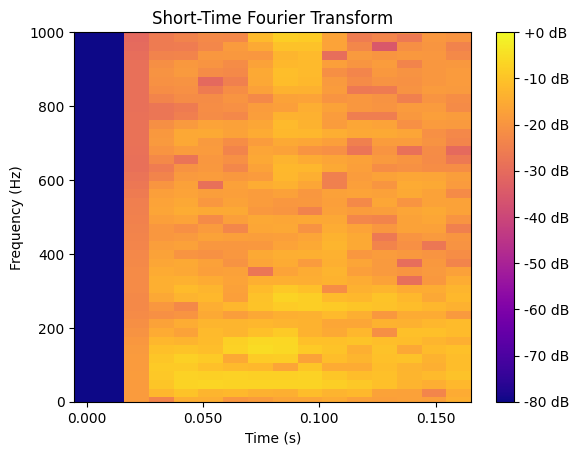 Short-Time Fourier Transform
Frequency (Hz)
1000
800
600
400
200
0
0.000
0.050
0.100
0.150
Time (s)
+0 dB
-10 dB
-20 dB
-30 dB
-40 dB
-50 dB
-60 dB
-70 dB
-80 dB